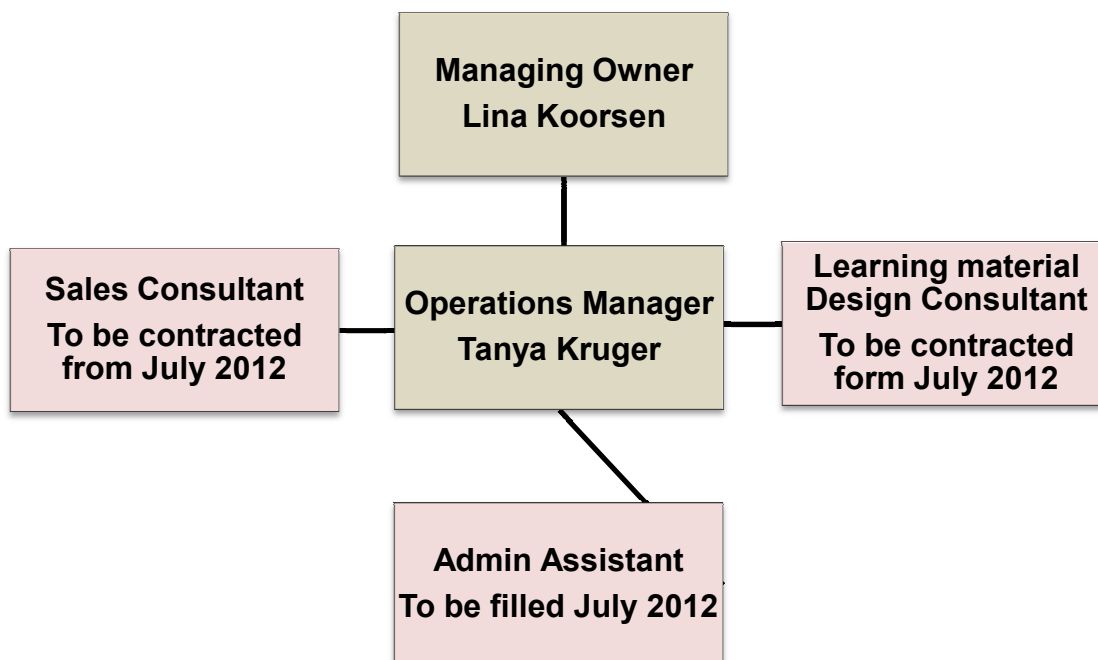 Managing Owner
Lina Koorsen
Sales Consultant
To be contracted
from July 2012
Operations Manager
Tanya Kruger
Learning material
Design Consultant
To be contracted
form July 2012
Admin Assistant
To be filled July 2012